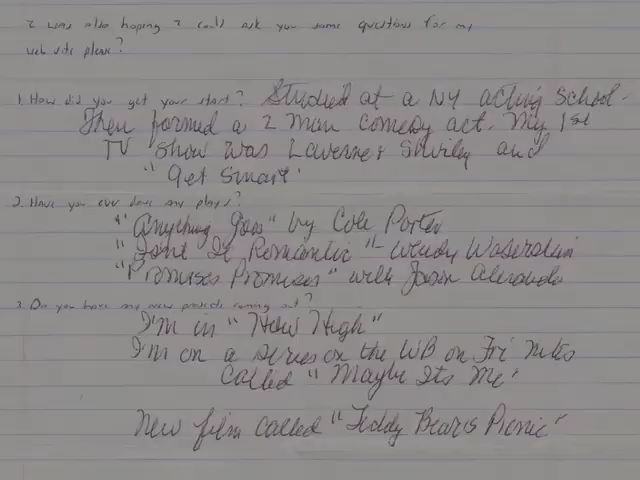 I was also hoping I could ask you some questions for my
web site please?
1. How did you get your start? Studied at a NY acting School.
Then formed a 2 man comedy act. My 1st
TV show was Laverne & Shirley and
"Get Smart"
2. Have you ever done any plays?
"Anything Goes" by Cole Porter
"Isnt It Romantic" - Wendy Waserstein
"Promises Promises" with Jason Alexander
3. Do you have any new projects coming out?
I'm in "How High"
I'm on a series on the WB on Fri nites
Called "Maybe Its Me"
New film called "Teddy Bears Picnic"